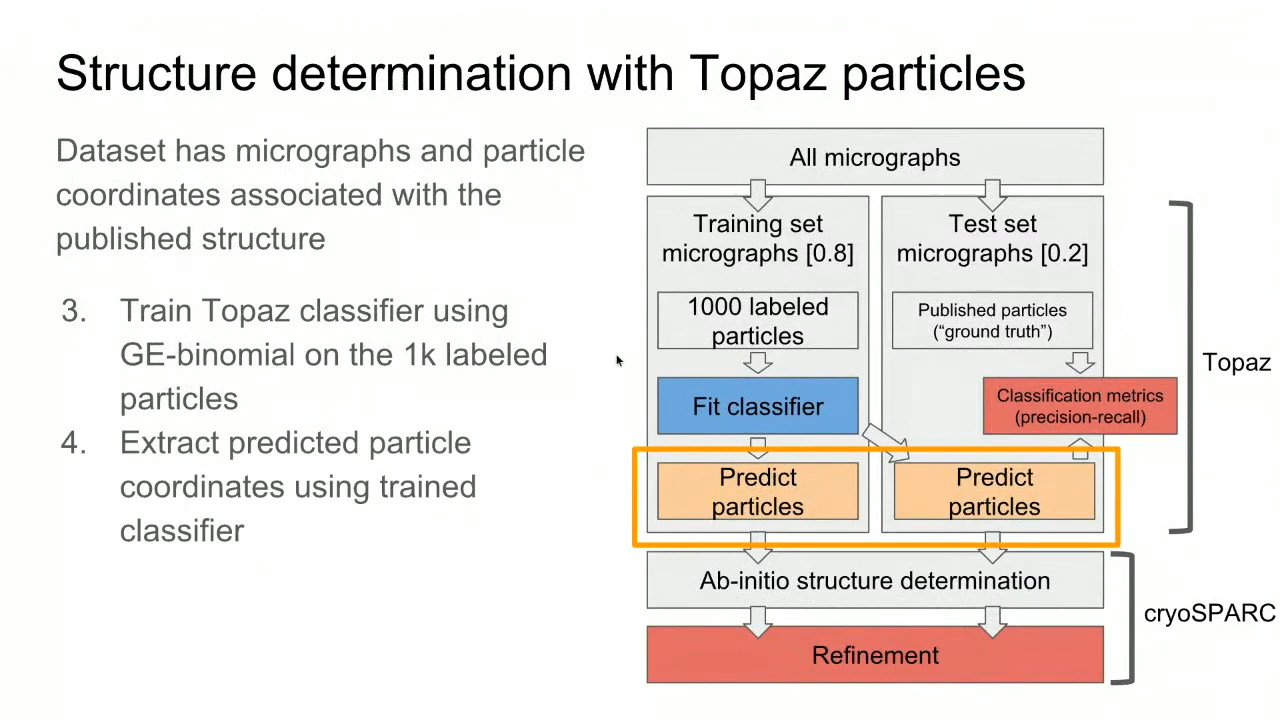 Structure determination with Topaz particles
Dataset has micrographs and particle
coordinates associated with the
published structure
3. Train Topaz classifier using
GE-binomial on the 1k labeled
particles
4. Extract predicted particle
coordinates using trained
classifier
All micrographs
Training set
micrographs [0.8]
1000 labeled
particles
Fit classifier
Predict
particles
Test set
micrographs [0.2]
Published particles
(“ground truth”)
Classification metrics
(precision-recall)
Predict
particles
Topaz
Ab-initio structure determination
Refinement
cryoSPARC